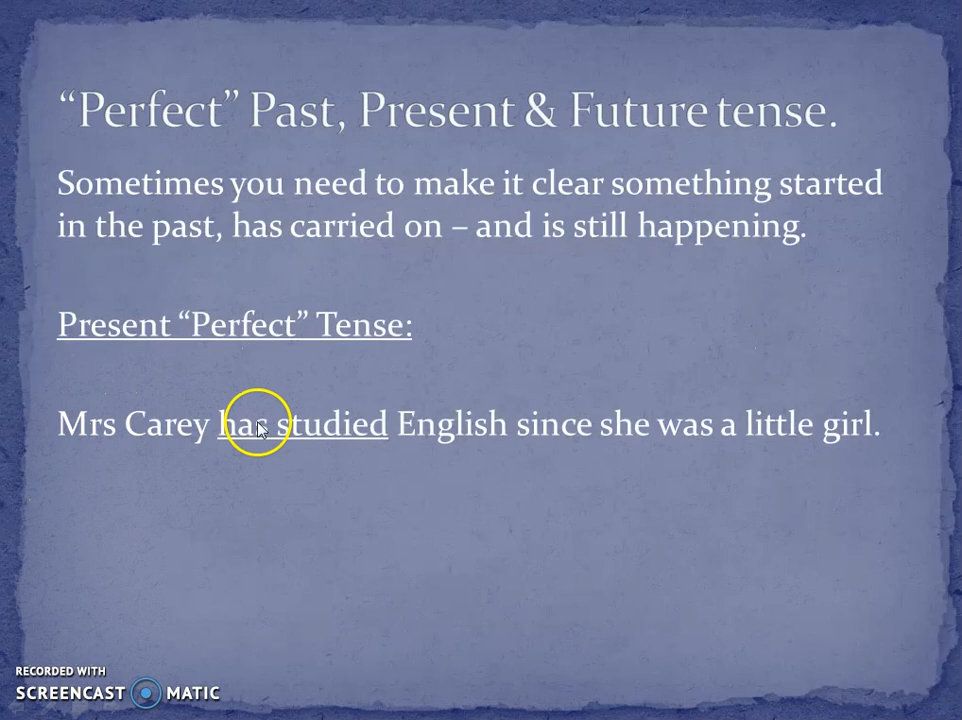 “Perfect” Past, Present & Future tense.
Sometimes you need to make it clear something started
in the past, has carried on – and is still happening.
Present “Perfect” Tense:
Mrs Carey has studied English since she was a little girl.
RECORDED WITH
SCREENCAST MATIC